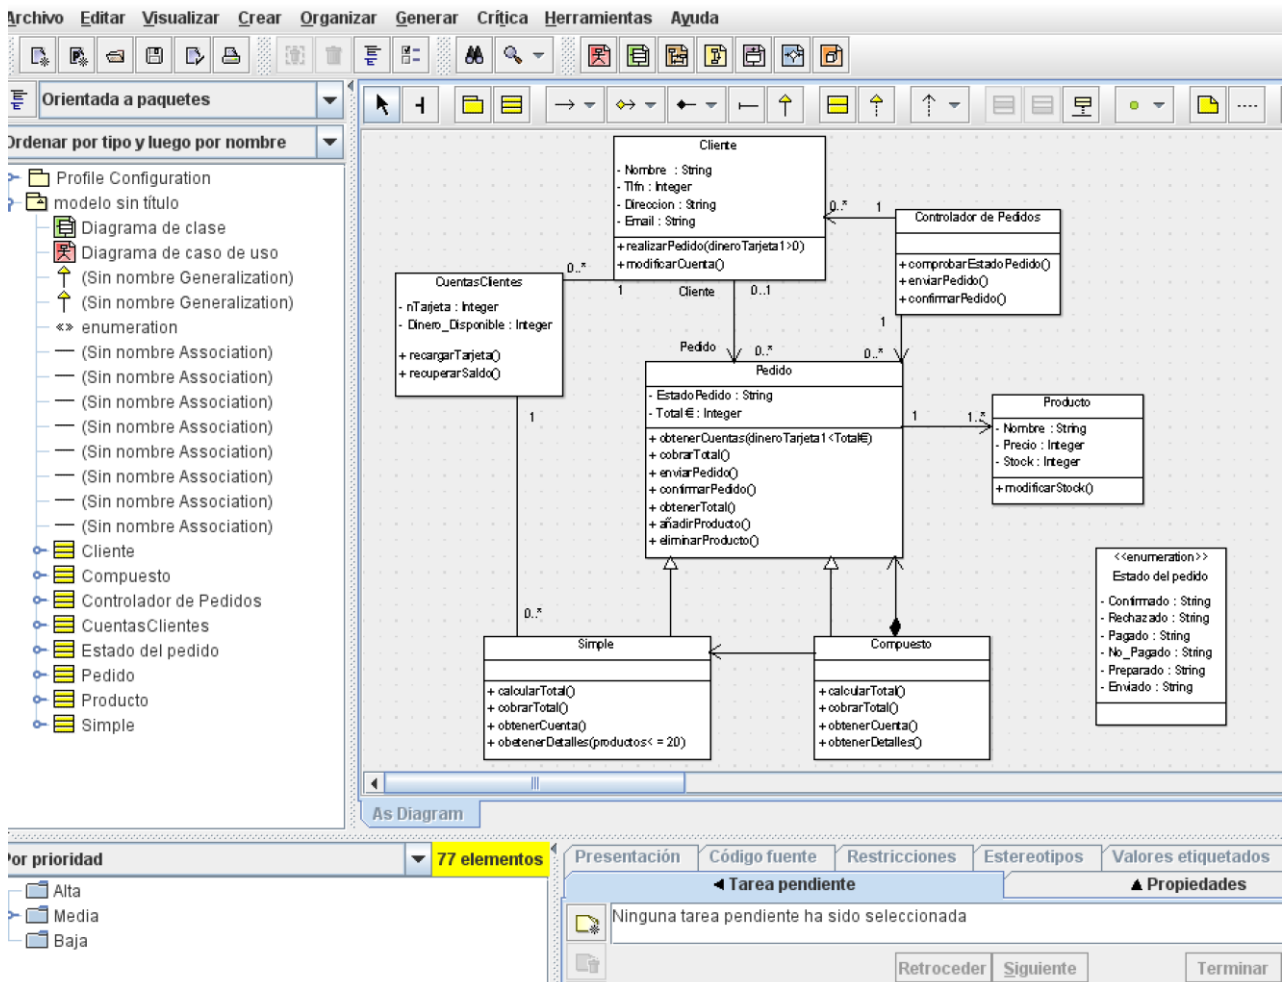 Archivo Editar Visualizar Crear Organizar Generar Crítica Herramientas Ayuda
Orientada a paquetes
Ordenar por tipo y luego por nombre
Profile Configuration
modelo sin título
Diagrama de clase
Diagrama de caso de uso
(Sin nombre Generalization)
(Sin nombre Generalization)
«» enumeration
(Sin nombre Association)
(Sin nombre Association)
(Sin nombre Association)
(Sin nombre Association)
(Sin nombre Association)
(Sin nombre Association)
(Sin nombre Association)
(Sin nombre Association)
Cliente
Compuesto
Controlador de Pedidos
CuentasClientes
Estado del pedido
Pedido
Producto
Simple
Cliente
- Nombre : String
- Tlfn : Integer
- Direccion : String
- Email : String
+ realizarPedido(dineroTarjeta1>0)
+ modificarCuenta()
0..* 1
Controlador de Pedidos
+ comprobarEstadoPedido()
+ enviarPedido()
+ confirmarPedido()
CuentasClientes
- nTarjeta : Integer
- Dinero_Disponible : Integer
+ recargarTarjeta()
+ recuperarSaldo()
0..*
1
Cliente 0..1
1
Pedido 0..*
0..*
Pedido
- EstadoPedido : String
- Total€ : Integer
+ obtenerCuentas(dineroTarjeta1<Total€)
+ cobrarTotal()
+ enviarPedido()
+ confirmarPedido()
+ obtenerTotal()
+ añadirProducto()
+ eliminarProducto()
1 1..*
Producto
- Nombre : String
- Precio : Integer
- Stock : Integer
+ modificarStock()
1
0..*
<<enumeration>>
Estado del pedido
- Confirmado : String
- Rechazado : String
- Pagado : String
- No_Pagado : String
- Preparado : String
- Enviado : String
Simple
+ calcularTotal()
+ cobrarTotal()
+ obtenerCuenta()
+ obetenerDetalles(productos< = 20)
Compuesto
+ calcularTotal()
+ cobrarTotal()
+ obtenerCuenta()
+ obtenerDetalles()
As Diagram
Por prioridad
77 elementos
Alta
Media
Baja
Presentación Código fuente Restricciones Estereotipos Valores etiquetados
Tarea pendiente Propiedades
Ninguna tarea pendiente ha sido seleccionada
Retroceder Siguiente Terminar